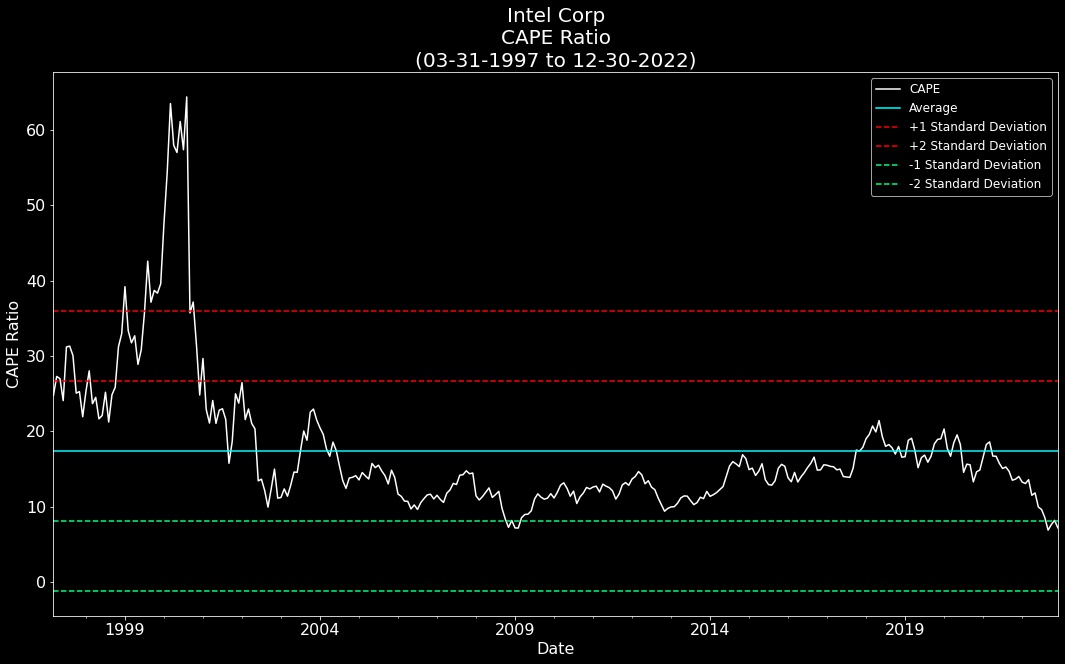 Intel Corp
CAPE Ratio
(03-31-1997 to 12-30-2022)
CAPE
Average
+1 Standard Deviation
+2 Standard Deviation
-1 Standard Deviation
-2 Standard Deviation
CAPE Ratio
60
50
40
30
20
10
0
1999 2004 2009 2014 2019
Date